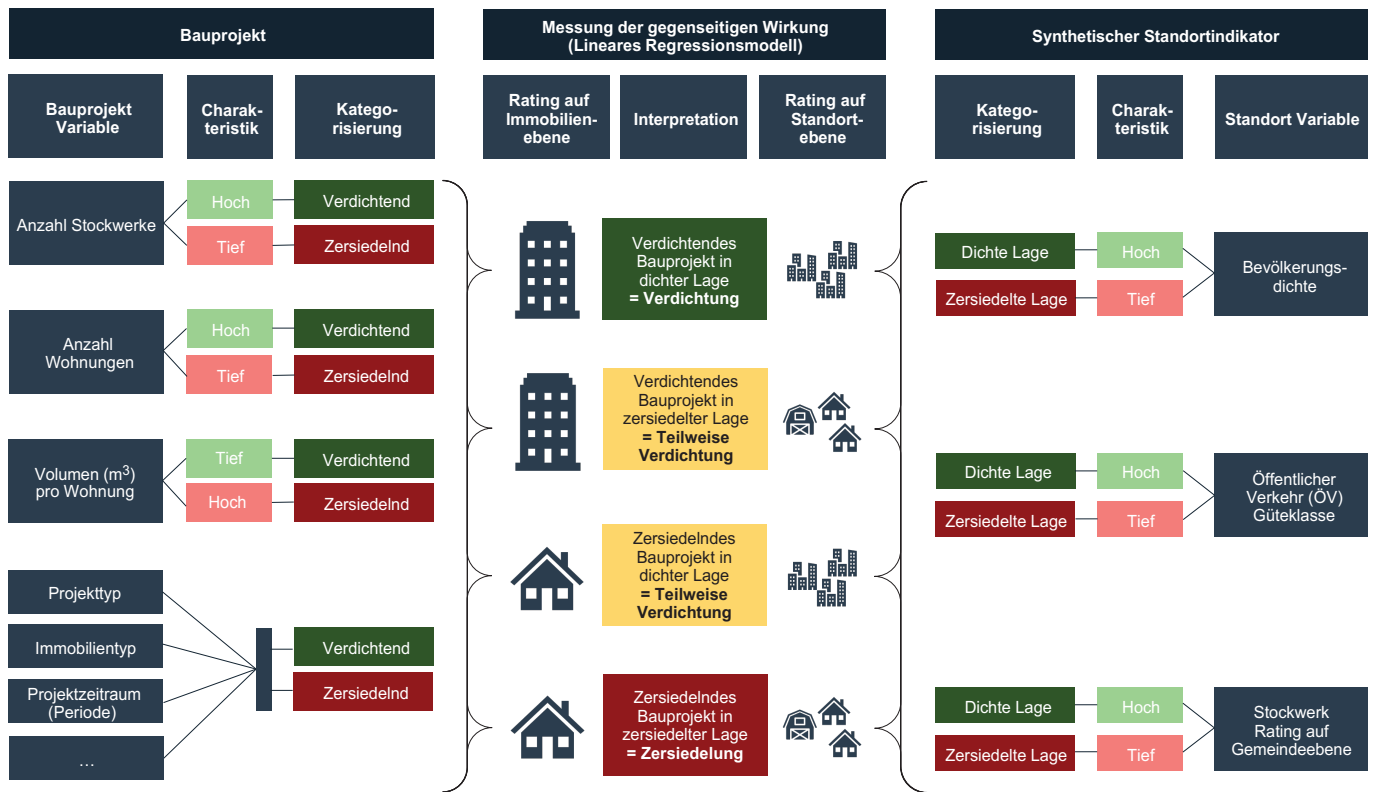 Bauprojekt
Bauprojekt
Variable
Charak-
teristik
Katego-
risierung
Anzahl Stockwerke
Hoch
Verdichtend
Tief
Zersiedelnd
Anzahl
Wohnungen
Hoch
Verdichtend
Tief
Zersiedelnd
Volumen (m³)
pro Wohnung
Tief
Verdichtend
Hoch
Zersiedelnd
Projekttyp
Immobilientyp
Projektzeitraum
(Periode)
…
Verdichtend
Zersiedelnd
Messung der gegenseitigen Wirkung
(Lineares Regressionsmodell)
Rating auf
Immobilien-
ebene
Interpretation
Rating auf
Standort-
ebene
Verdichtendes
Bauprojekt in
dichter Lage
= Verdichtung
Verdichtendes
Bauprojekt in
zersiedelter Lage
= Teilweise
Verdichtung
Zersiedelndes
Bauprojekt in
dichter Lage
= Teilweise
Verdichtung
Zersiedelndes
Bauprojekt in
zersiedelter Lage
= Zersiedelung
Synthetischer Standortindikator
Katego-
risierung
Charak-
teristik
Standort Variable
Dichte Lage
Hoch
Zersiedelte Lage
Tief
Bevölkerungs-
dichte
Dichte Lage
Hoch
Zersiedelte Lage
Tief
Öffentlicher
Verkehr (ÖV)
Güteklasse
Dichte Lage
Hoch
Zersiedelte Lage
Tief
Stockwerk
Rating auf
Gemeindeebene